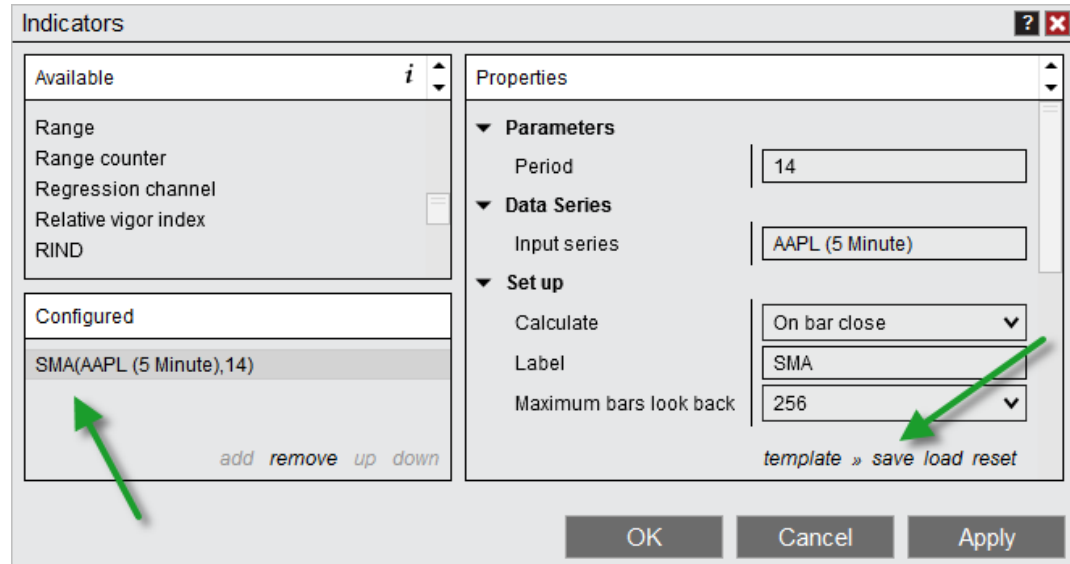 Indicators ?
Available i
Range
Range counter
Regression channel
Relative vigor index
RIND
Configured
SMA(AAPL (5 Minute),14)
add remove up down
Properties
Parameters
Period 14
Data Series
Input series AAPL (5 Minute)
Set up
Calculate On bar close
Label SMA
Maximum bars look back 256
template » save load reset
OK Cancel Apply